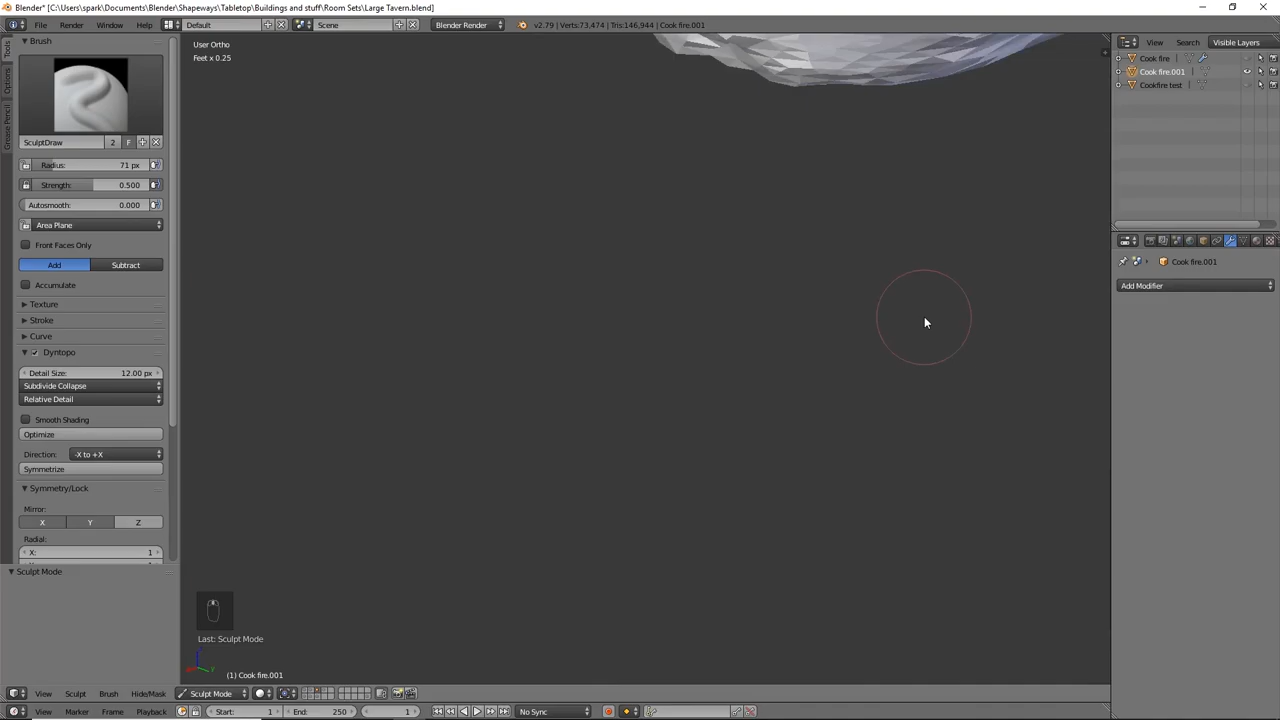 Blender* [C:\Users\spark\Documents\Blender\Shapeways\Tabletop\Buildings and stuff\Room Sets\Large Tavern.blend]
File Render Window Help Default Scene Blender Render v2.79 | Verts:73,474 | Tris:146,944 | Cook fire.001
Tools
Options
Grease Pencil
Brush
SculptDraw 2 F
Radius: 71 px
Strength: 0.500
Autosmooth: 0.000
Area Plane
Front Faces Only
Add Subtract
Accumulate
Texture
Stroke
Curve
Dyntopo
Detail Size: 12.00 px
Subdivide Collapse
Relative Detail
Smooth Shading
Optimize
Direction: -X to +X
Symmetrize
Symmetry/Lock
Mirror:
X Y Z
Radial:
X: 1
Sculpt Mode
User Ortho
Feet x 0.25
Last: Sculpt Mode
(1) Cook fire.001
View Search Visible Layers
Cook fire
Cook fire.001
Cookfire test
Cook fire.001
Add Modifier
View Sculpt Brush Hide/Mask Sculpt Mode
View Marker Frame Playback Start: 1 End: 250 1 No Sync